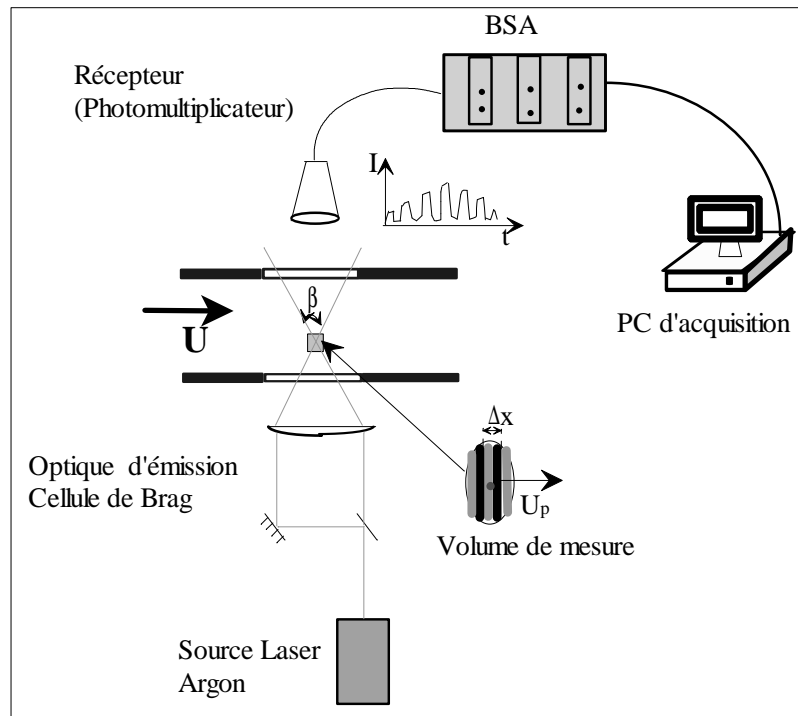 BSA
Récepteur
(Photomultiplicateur)
I
t
β
U
PC d'acquisition
Δx
Optique d'émission
Cellule de Brag
Up
Volume de mesure
Source Laser
Argon